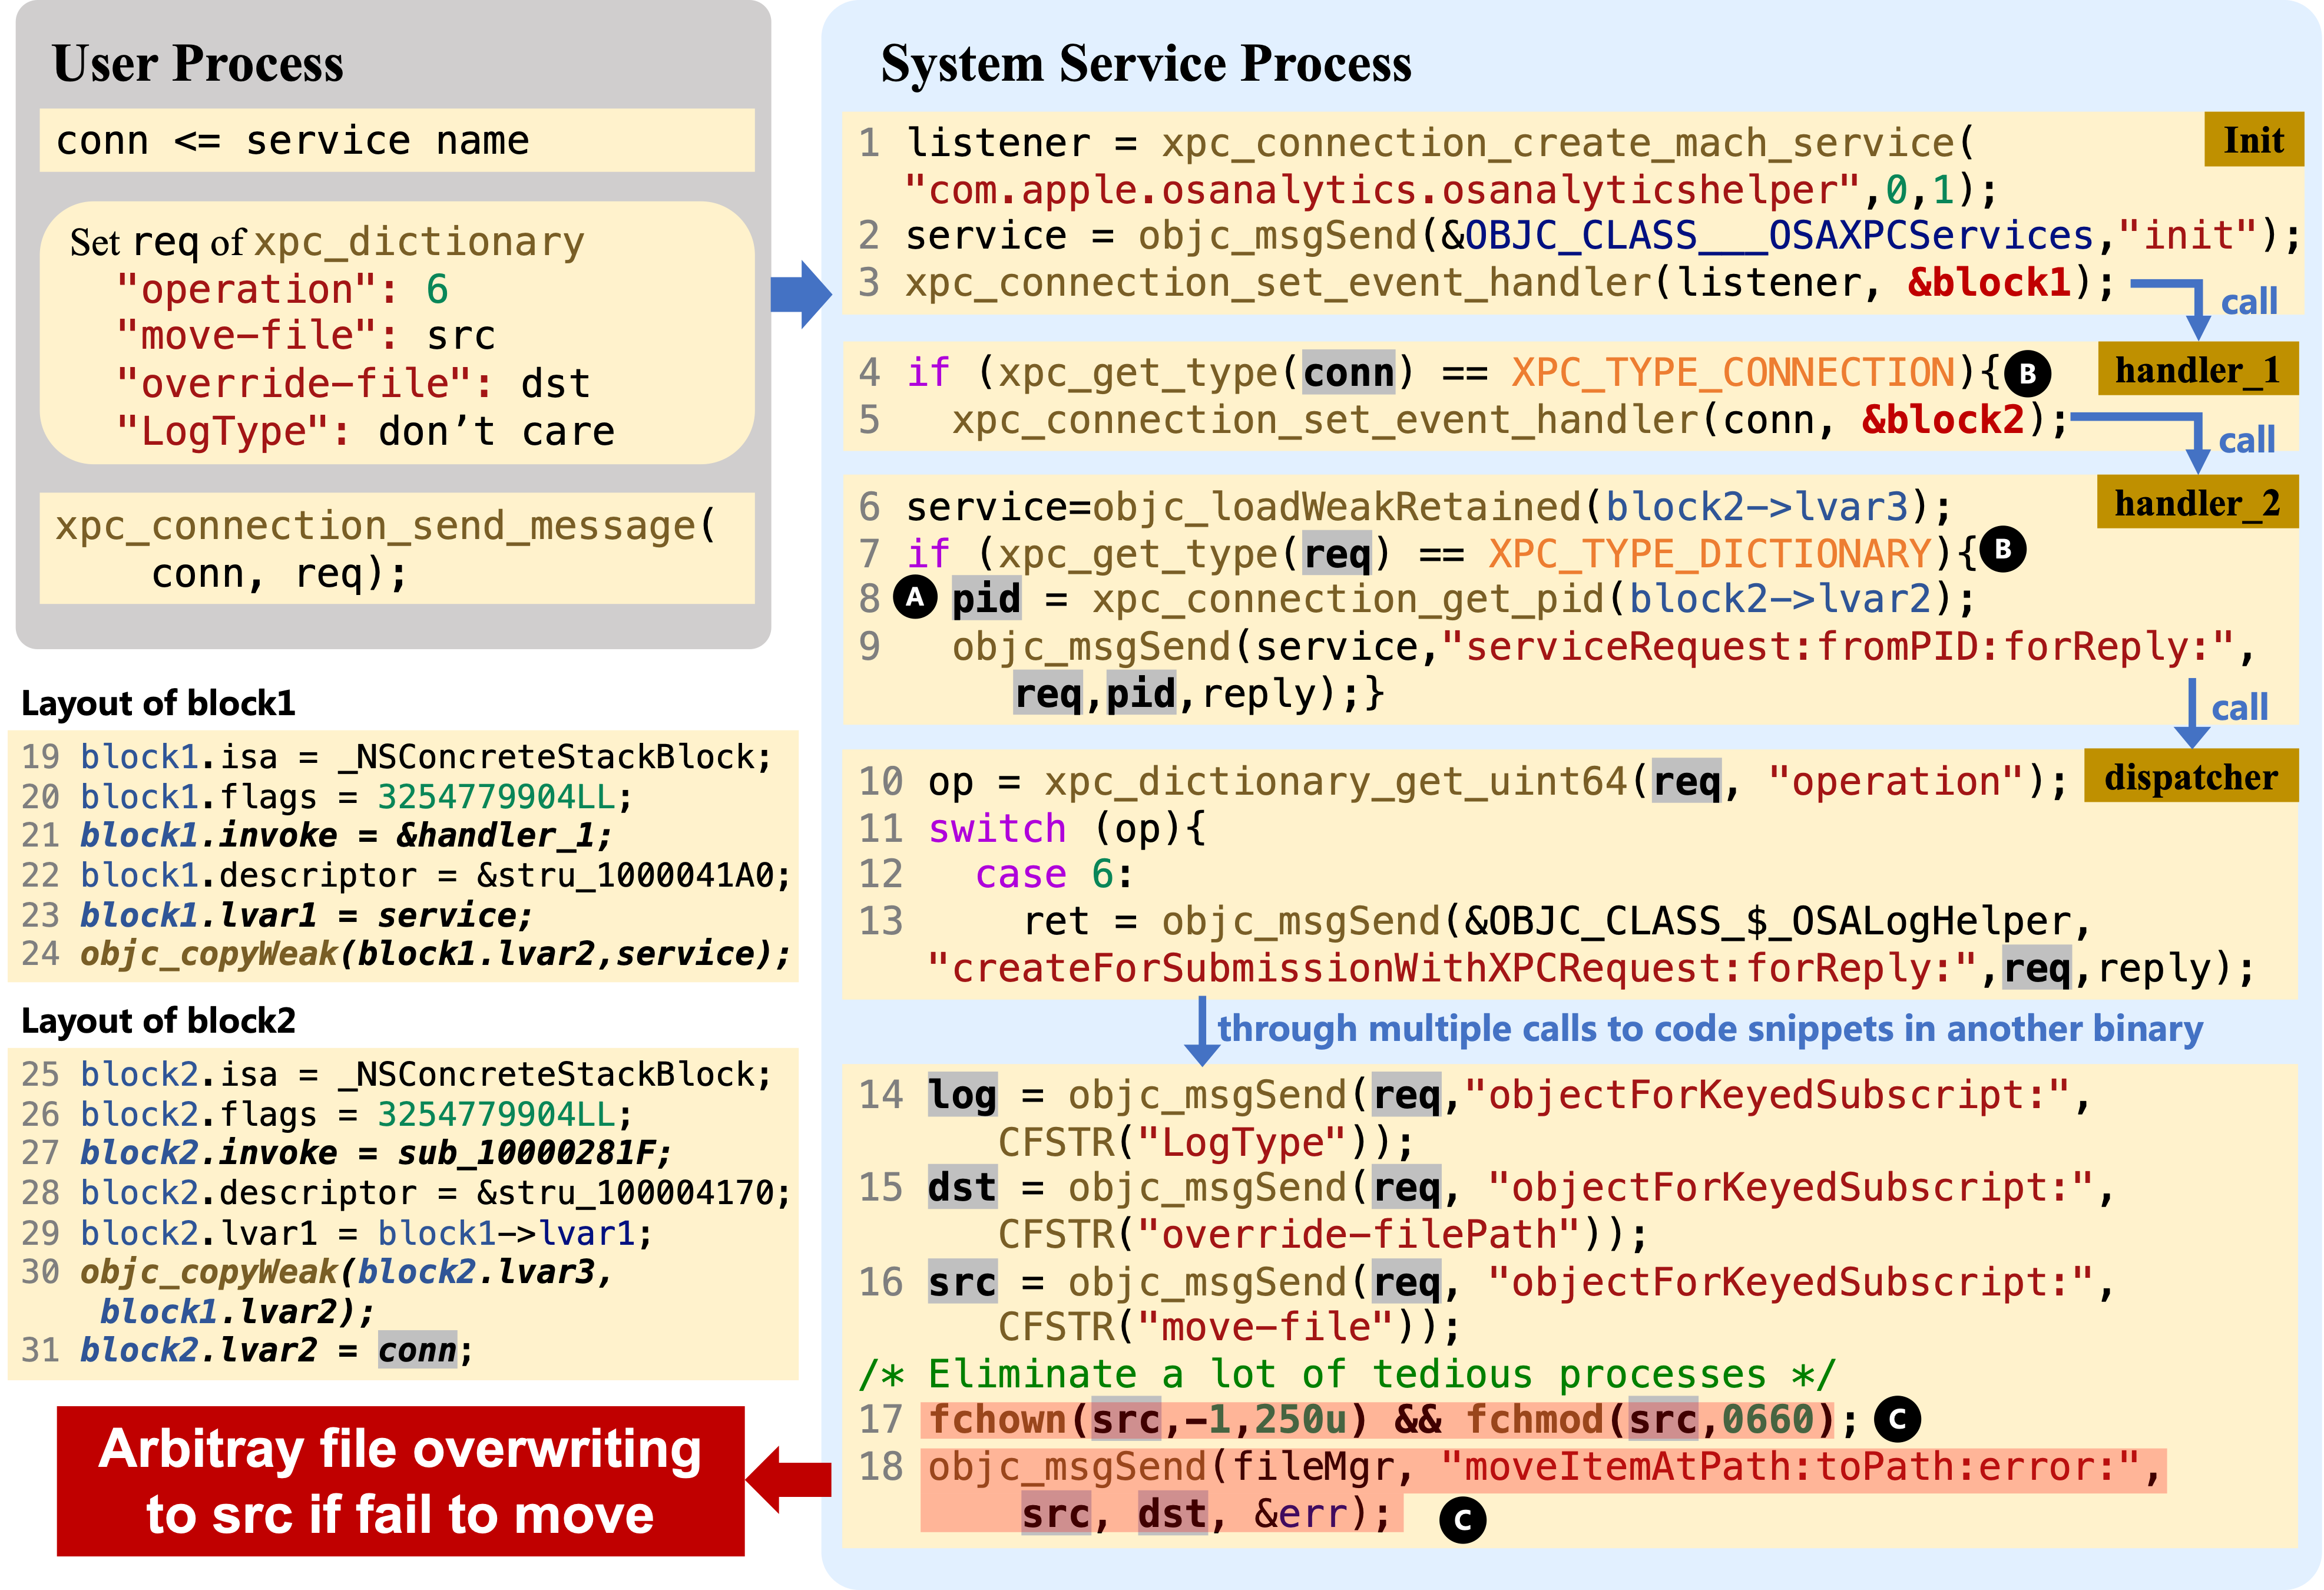 User Process
conn <= service name
Set req of xpc_dictionary
"operation": 6
"move-file": src
"override-file": dst
"LogType": don’t care
xpc_connection_send_message(
conn, req);
Layout of block1
19 block1.isa = _NSConcreteStackBlock;
20 block1.flags = 3254779904LL;
21 block1.invoke = &handler_1;
22 block1.descriptor = &stru_1000041A0;
23 block1.lvar1 = service;
24 objc_copyWeak(block1.lvar2,service);
Layout of block2
25 block2.isa = _NSConcreteStackBlock;
26 block2.flags = 3254779904LL;
27 block2.invoke = sub_10000281F;
28 block2.descriptor = &stru_100004170;
29 block2.lvar1 = block1->lvar1;
30 objc_copyWeak(block2.lvar3,
block1.lvar2);
31 block2.lvar2 = conn;
Arbitray file overwriting
to src if fail to move
System Service Process
Init
1 listener = xpc_connection_create_mach_service(
"com.apple.osanalytics.osanalyticshelper",0,1);
2 service = objc_msgSend(&OBJC_CLASS___OSAXPCServices,"init");
3 xpc_connection_set_event_handler(listener, &block1);
call
handler_1
4 if (xpc_get_type(conn) == XPC_TYPE_CONNECTION){ B
5 xpc_connection_set_event_handler(conn, &block2);
call
handler_2
6 service=objc_loadWeakRetained(block2->lvar3);
7 if (xpc_get_type(req) == XPC_TYPE_DICTIONARY){ B
8 A pid = xpc_connection_get_pid(block2->lvar2);
9 objc_msgSend(service,"serviceRequest:fromPID:forReply:",
req,pid,reply);}
call
dispatcher
10 op = xpc_dictionary_get_uint64(req, "operation");
11 switch (op){
12 case 6:
13 ret = objc_msgSend(&OBJC_CLASS_$_OSALogHelper,
"createForSubmissionWithXPCRequest:forReply:",req,reply);
through multiple calls to code snippets in another binary
14 log = objc_msgSend(req,"objectForKeyedSubscript:",
CFSTR("LogType"));
15 dst = objc_msgSend(req, "objectForKeyedSubscript:",
CFSTR("override-filePath"));
16 src = objc_msgSend(req, "objectForKeyedSubscript:",
CFSTR("move-file"));
/* Eliminate a lot of tedious processes */
17 fchown(src,-1,250u) && fchmod(src,0660); C
18 objc_msgSend(fileMgr, "moveItemAtPath:toPath:error:",
src, dst, &err); C